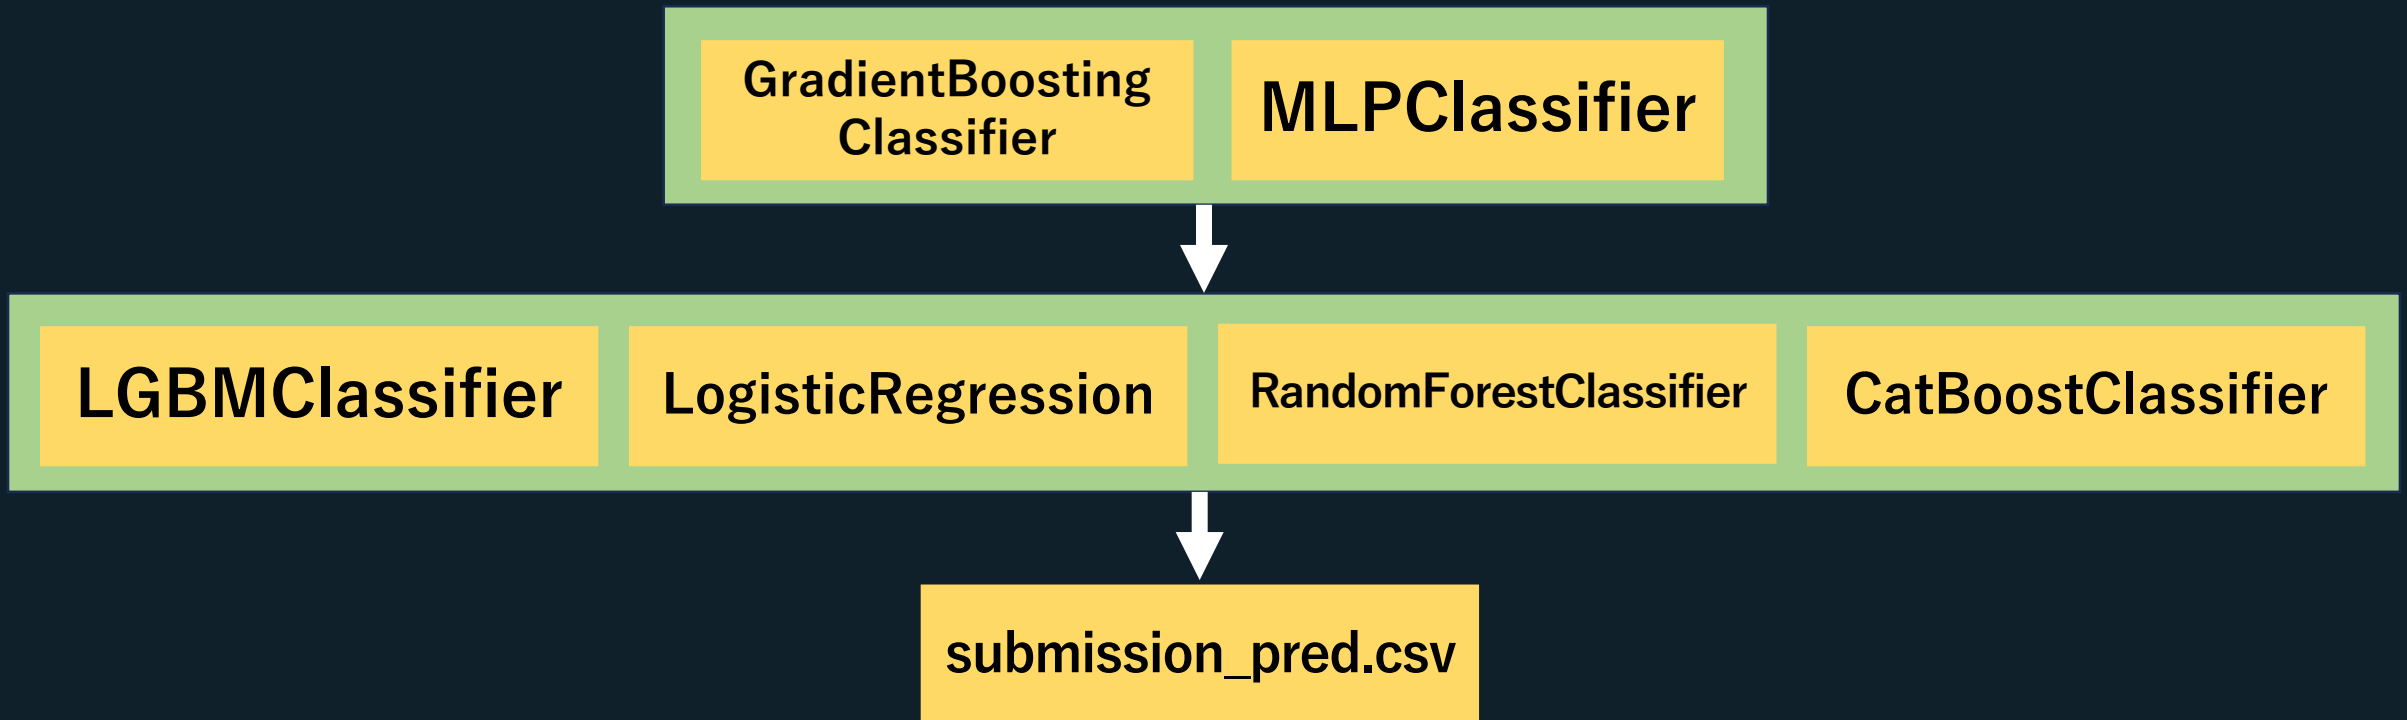 GradientBoosting
Classifier
MLPClassifier
LGBMClassifier
LogisticRegression
RandomForestClassifier
CatBoostClassifier
submission_pred.csv